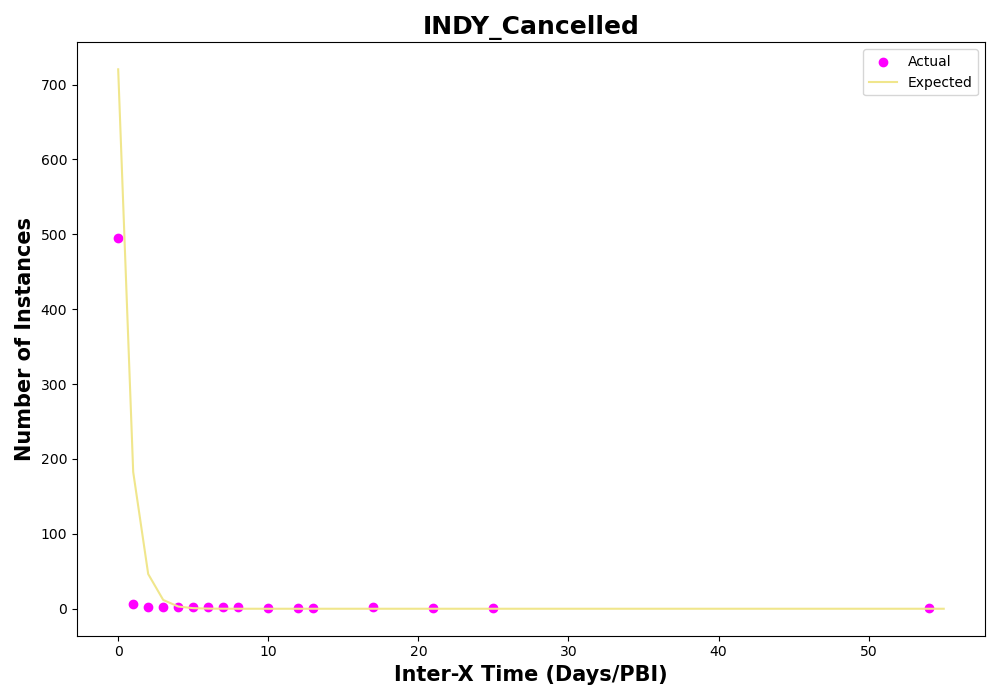 INDY_Cancelled
Actual
Expected
700
600
500
400
300
200
100
0
Number of Instances
0 10 20 30 40 50
Inter-X Time (Days/PBI)